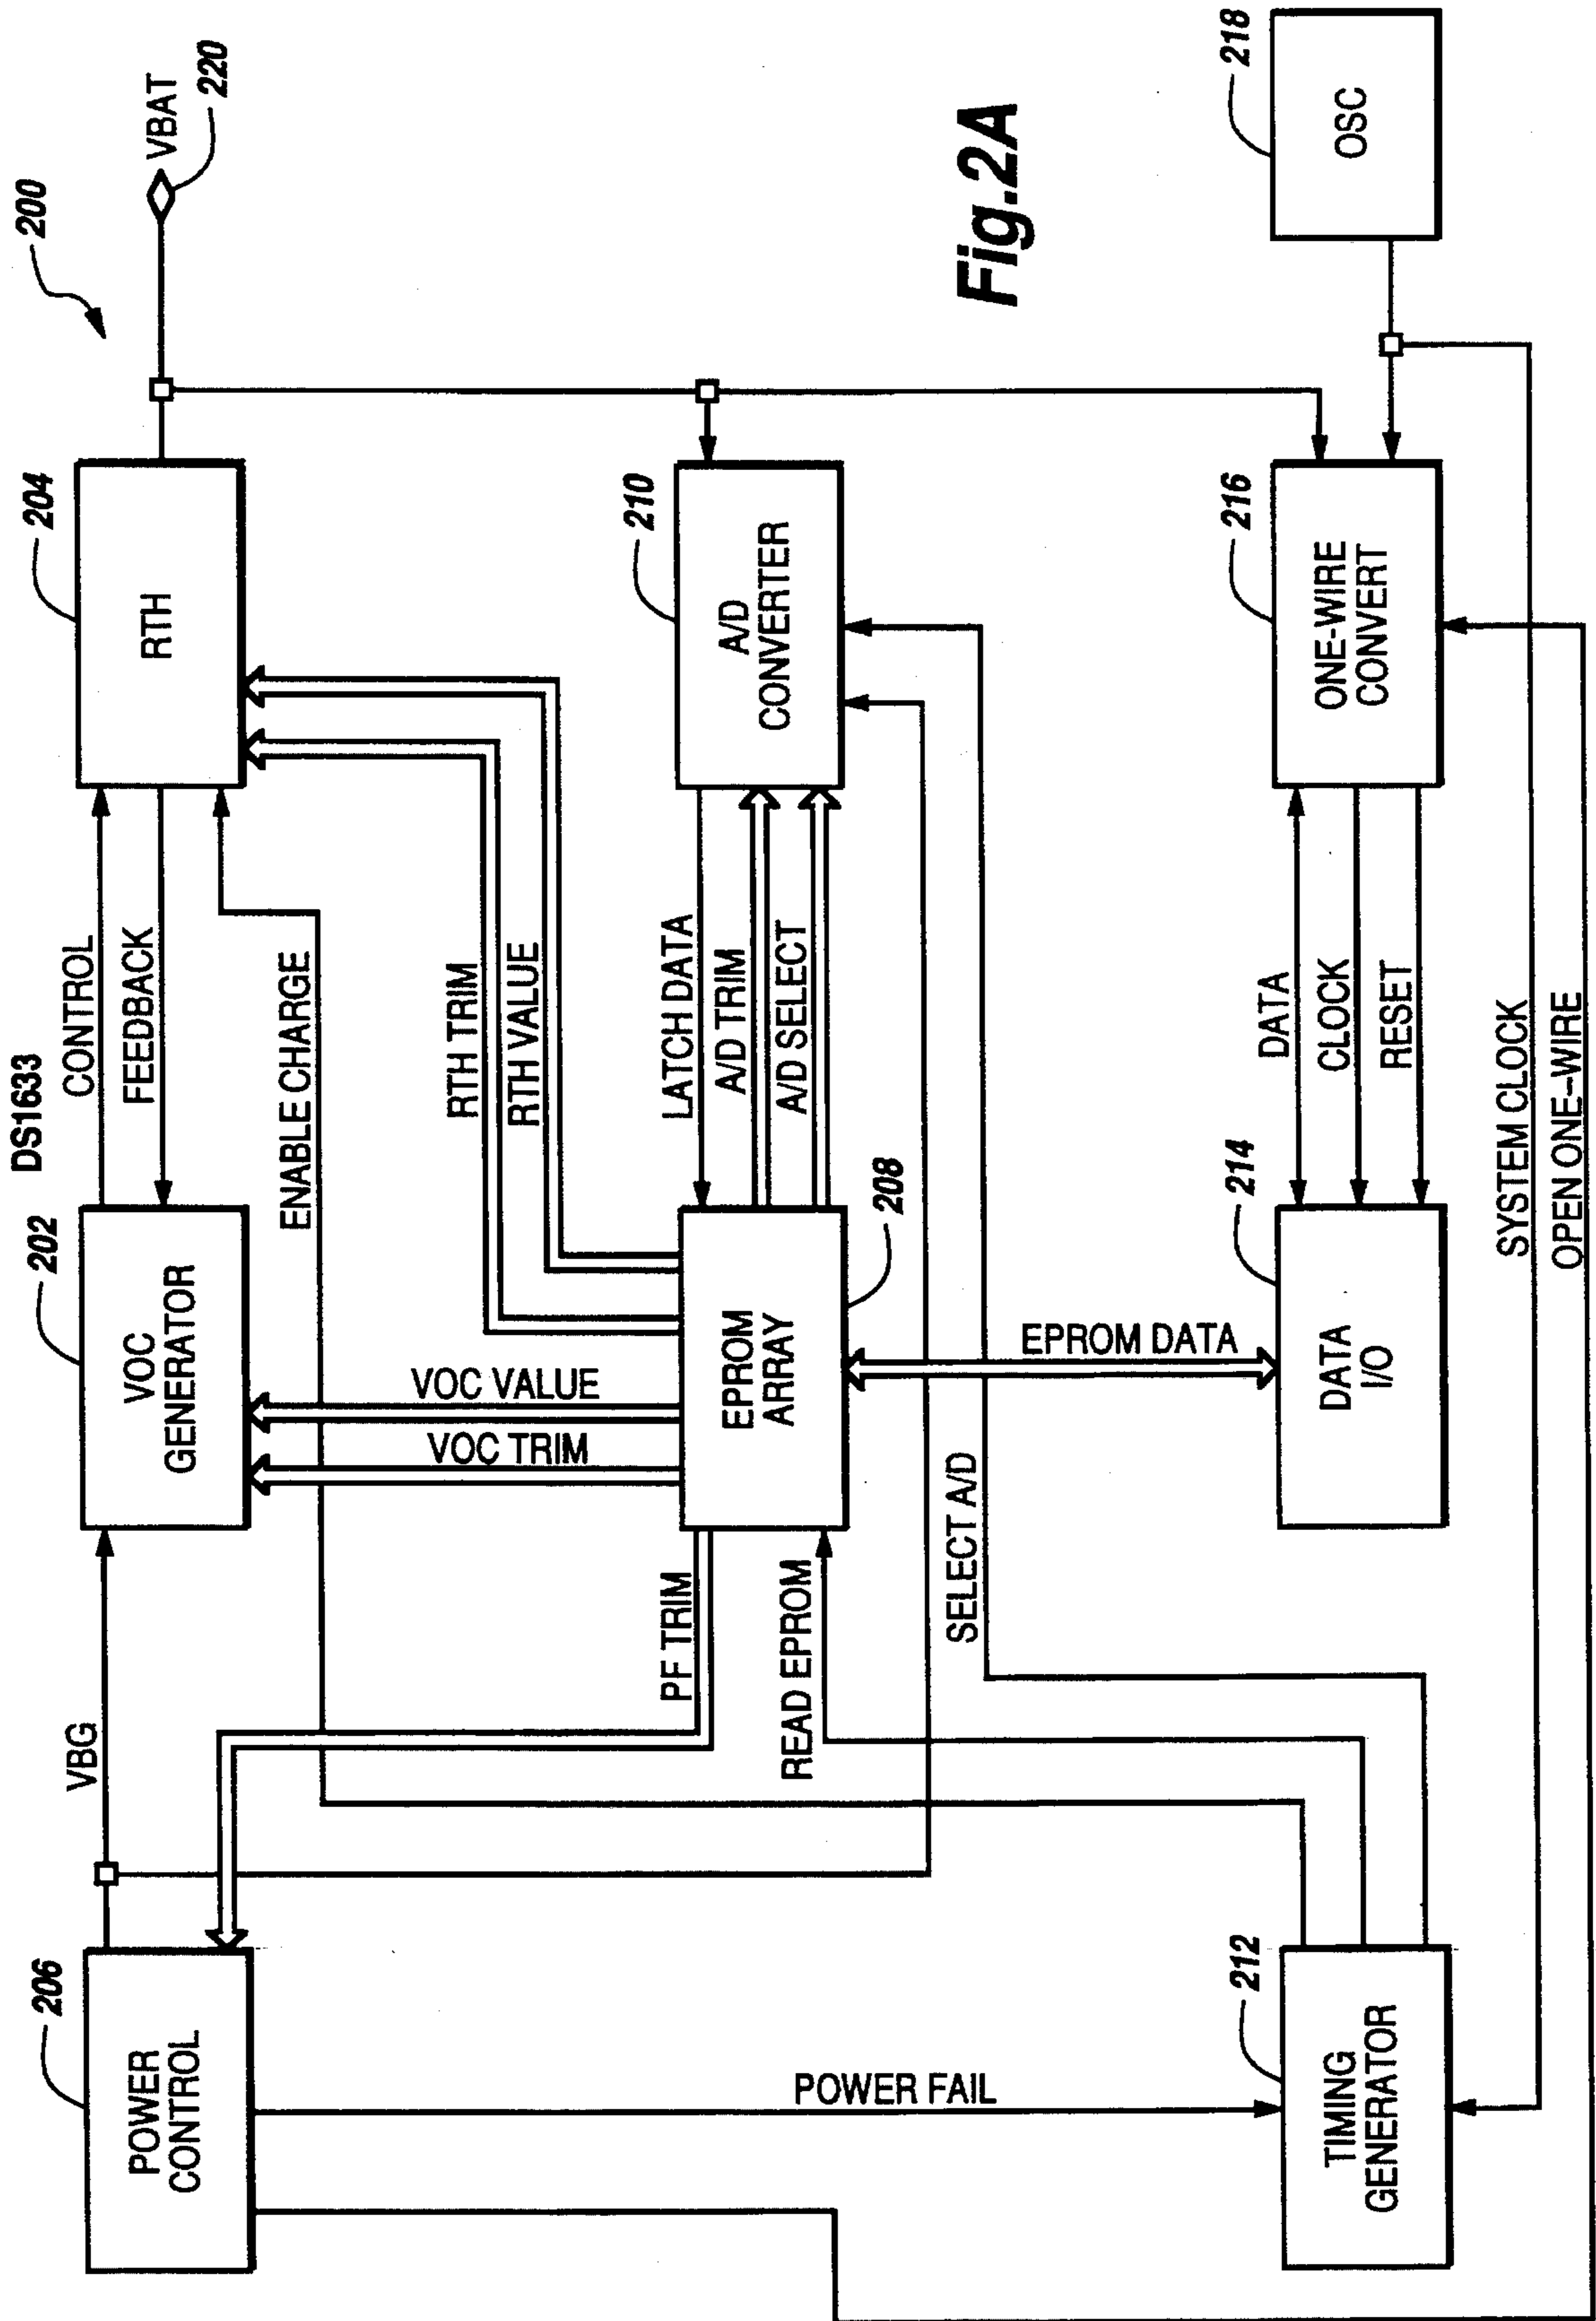 DS1633
200
206
POWER
CONTROL
VBG
202
VOC
GENERATOR
CONTROL
FEEDBACK
204
RTH
VBAT
220
ENABLE CHARGE
PF TRIM
VOC TRIM
VOC VALUE
RTH TRIM
RTH VALUE
POWER FAIL
READ EPROM
EPROM
ARRAY
208
LATCH DATA
A/D TRIM
A/D SELECT
210
A/D
CONVERTER
SELECT A/D
EPROM DATA
Fig.2A
212
TIMING
GENERATOR
214
DATA
I/O
DATA
CLOCK
RESET
216
ONE-WIRE
CONVERT
218
OSC
SYSTEM CLOCK
OPEN ONE-WIRE